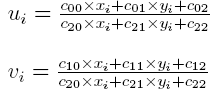 u_i = \frac{c_{00} \times x_i + c_{01} \times y_i + c_{02}}{c_{20} \times x_i + c_{21} \times y_i + c_{22}}
v_i = \frac{c_{10} \times x_i + c_{11} \times y_i + c_{12}}{c_{20} \times x_i + c_{21} \times y_i + c_{22}}